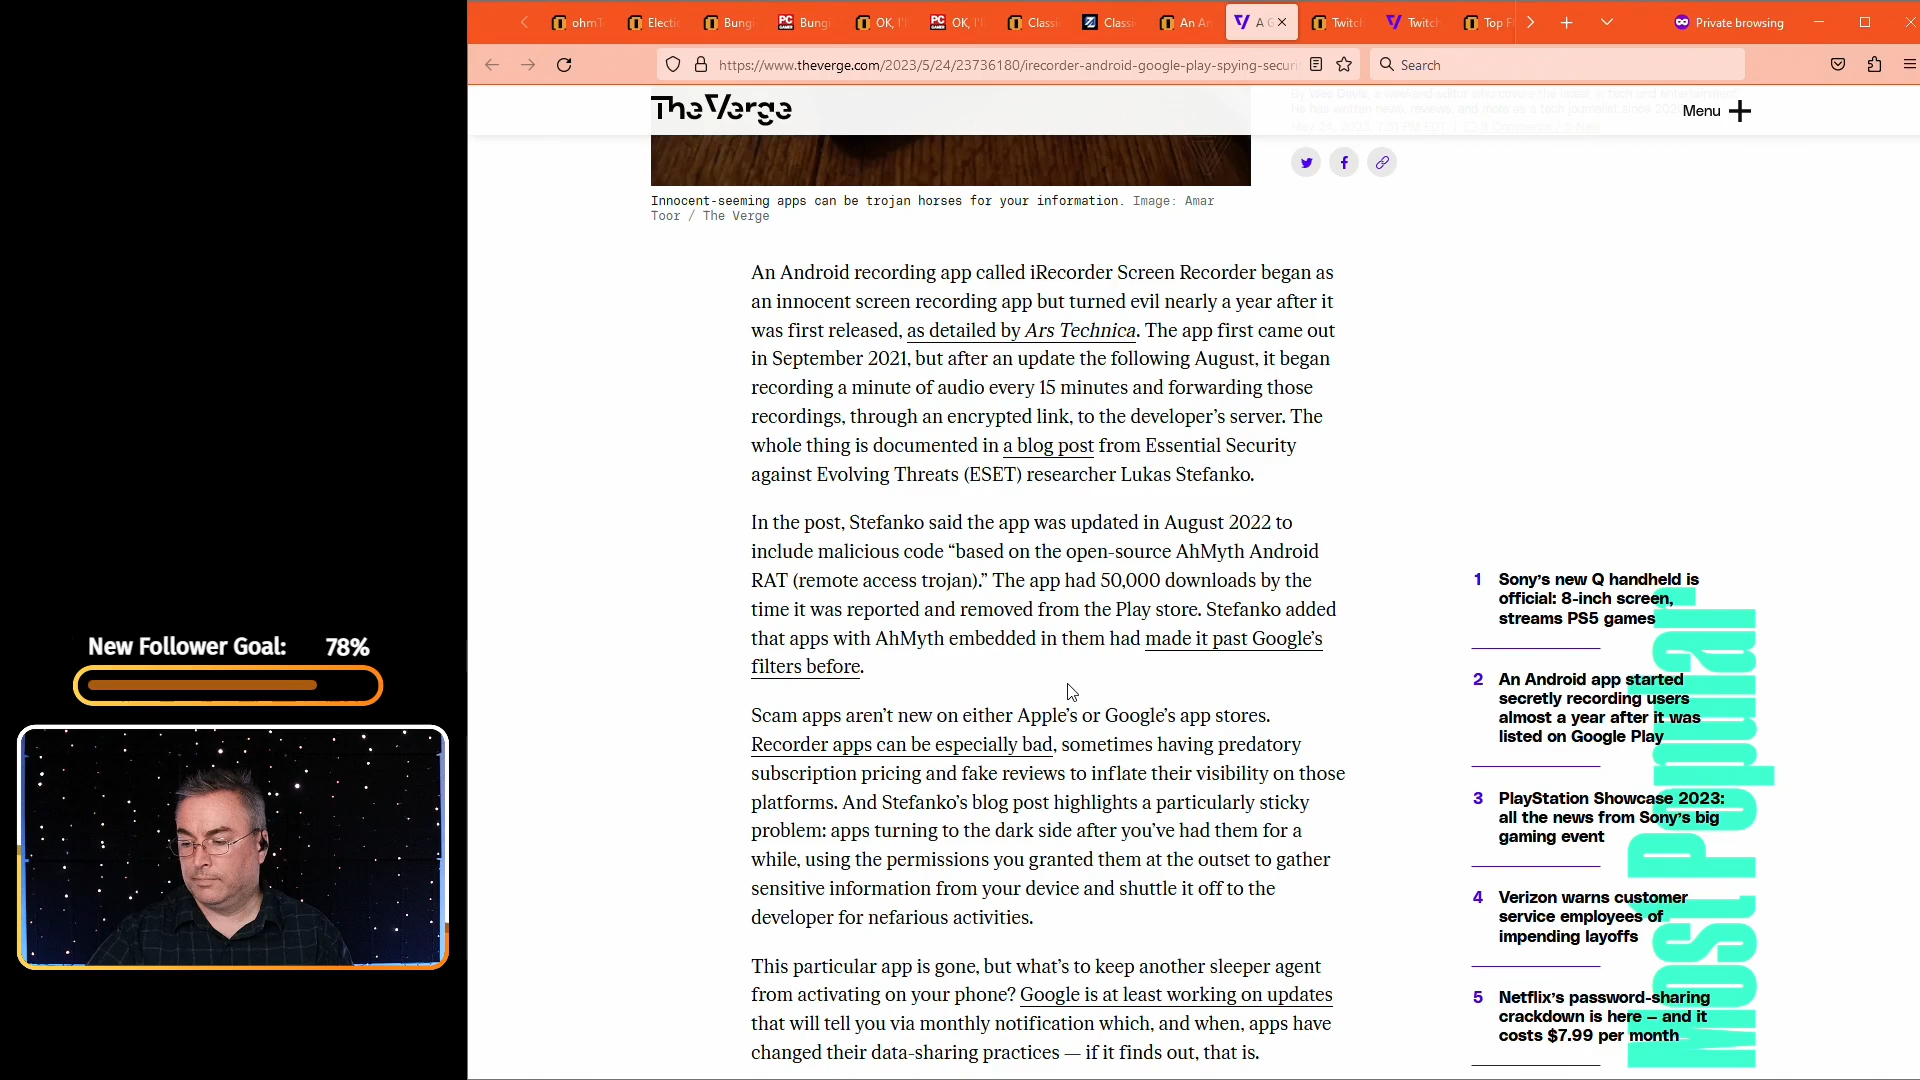 ohmT
Electi
Bungi
Bungi
OK, I'l
OK, I'l
Classi
Classi
An An
A G
Twitch
Twitch
Top F
Private browsing
https://www.theverge.com/2023/5/24/23736180/irecorder-android-google-play-spying-securi
Search
TheVerge
Menu
Innocent-seeming apps can be trojan horses for your information. Image: Amar
Toor / The Verge
An Android recording app called iRecorder Screen Recorder began as
an innocent screen recording app but turned evil nearly a year after it
was first released, as detailed by Ars Technica. The app first came out
in September 2021, but after an update the following August, it began
recording a minute of audio every 15 minutes and forwarding those
recordings, through an encrypted link, to the developer’s server. The
whole thing is documented in a blog post from Essential Security
against Evolving Threats (ESET) researcher Lukas Stefanko.
In the post, Stefanko said the app was updated in August 2022 to
include malicious code “based on the open-source AhMyth Android
RAT (remote access trojan).” The app had 50,000 downloads by the
time it was reported and removed from the Play store. Stefanko added
that apps with AhMyth embedded in them had made it past Google’s
filters before.
Scam apps aren’t new on either Apple’s or Google’s app stores.
Recorder apps can be especially bad, sometimes having predatory
subscription pricing and fake reviews to inflate their visibility on those
platforms. And Stefanko’s blog post highlights a particularly sticky
problem: apps turning to the dark side after you’ve had them for a
while, using the permissions you granted them at the outset to gather
sensitive information from your device and shuttle it off to the
developer for nefarious activities.
This particular app is gone, but what’s to keep another sleeper agent
from activating on your phone? Google is at least working on updates
that will tell you via monthly notification which, and when, apps have
changed their data-sharing practices — if it finds out, that is.
Most Popular
1 Sony’s new Q handheld is
official: 8-inch screen,
streams PS5 games
2 An Android app started
secretly recording users
almost a year after it was
listed on Google Play
3 PlayStation Showcase 2023:
all the news from Sony’s big
gaming event
4 Verizon warns customer
service employees of
impending layoffs
5 Netflix’s password-sharing
crackdown is here — and it
costs $7.99 per month
New Follower Goal: 78%